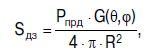 Sдз = Pпрд · G(θ,φ) / 4 · π · R²,